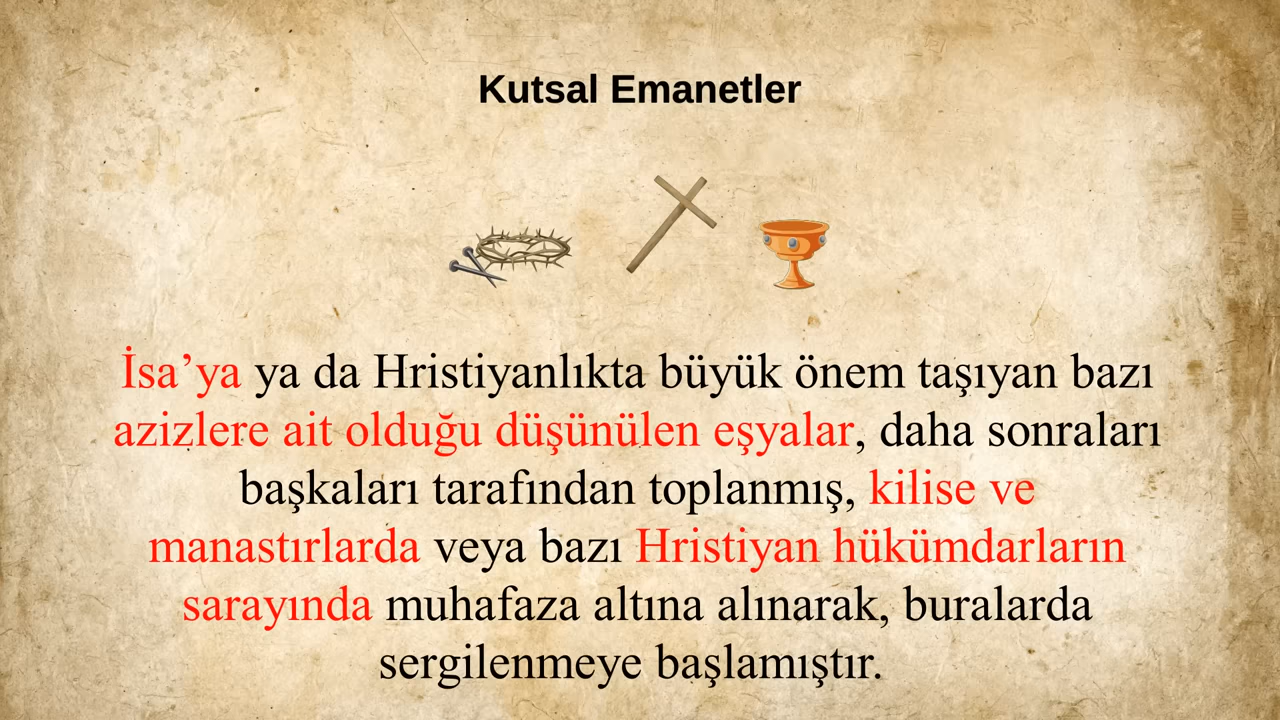 Kutsal Emanetler
İsa’ya ya da Hristiyanlıkta büyük önem taşıyan bazı
azizlere ait olduğu düşünülen eşyalar, daha sonraları
başkaları tarafından toplanmış, kilise ve
manastırlarda veya bazı Hristiyan hükümdarların
sarayında muhafaza altına alınarak, buralarda
sergilenmeye başlamıştır.